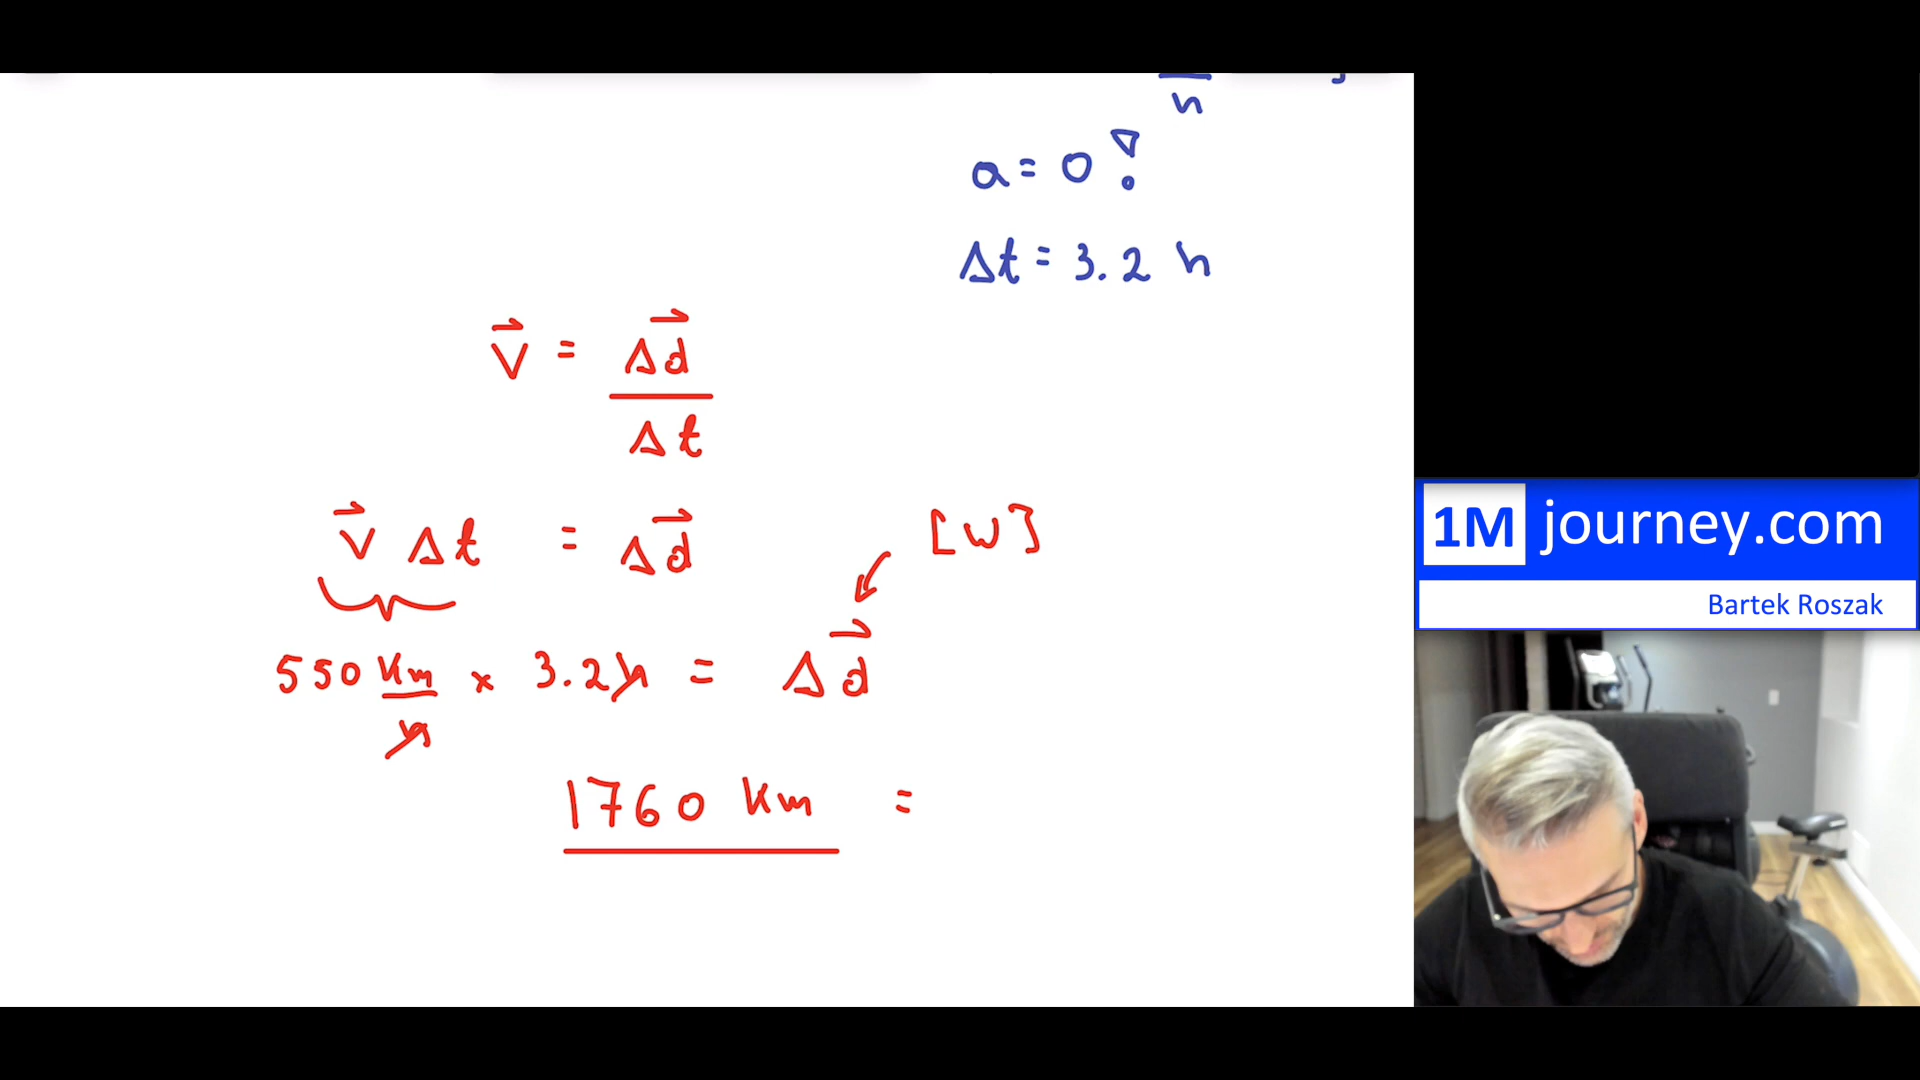 h
a = 0 !
Δt = 3.2 h
v⃗ = Δd⃗
Δt
v⃗ Δt = Δd⃗ [W]
550 km/h × 3.2h = Δd⃗
1760 km =
1M journey.com
Bartek Roszak